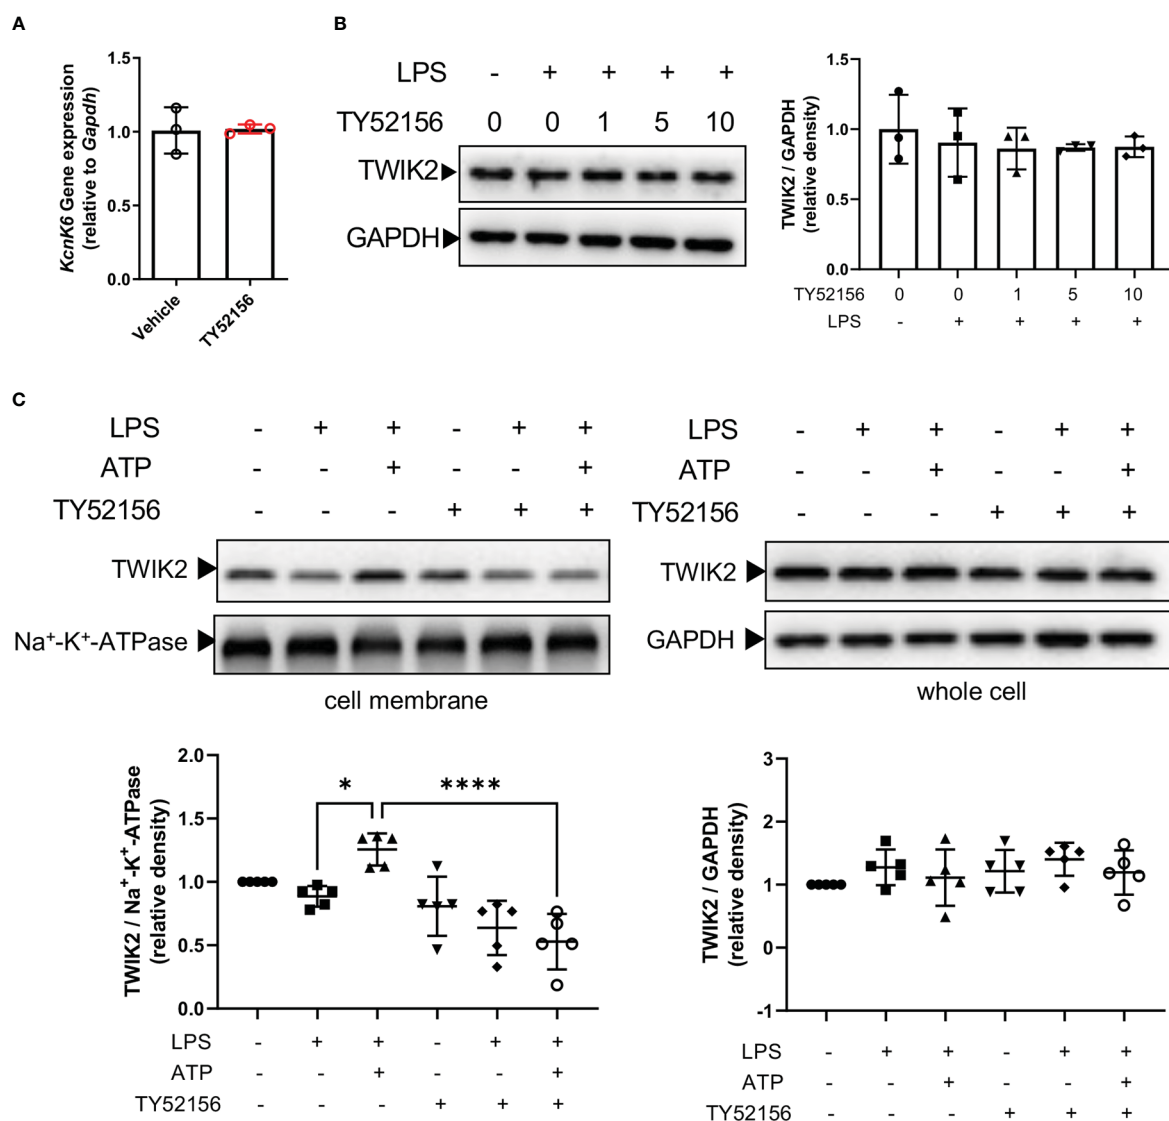 A
KcnK6 Gene expression
(relative to Gapdh)
1.5
1.0
0.5
0.0
Vehicle
TY52156
B
LPS - + + + +
TY52156 0 0 1 5 10
TWIK2
GAPDH
TWIK2 / GAPDH
(relative density)
1.5
1.0
0.5
0.0
TY52156 0 0 1 5 10
LPS - + + + +
C
LPS - + + - + +
ATP - - + - - +
TY52156 - - - + + +
TWIK2
Na⁺-K⁺-ATPase
cell membrane
LPS - + + - + +
ATP - - + - - +
TY52156 - - - + + +
TWIK2
GAPDH
whole cell
TWIK2 / Na⁺-K⁺-ATPase
(relative density)
2.0
1.5
1.0
0.5
0.0
* ****
LPS - + + - + +
ATP - - + - - +
TY52156 - - - + + +
TWIK2 / GAPDH
(relative density)
3
2
1
0
-1
LPS - + + - + +
ATP - - + - - +
TY52156 - - - + + +